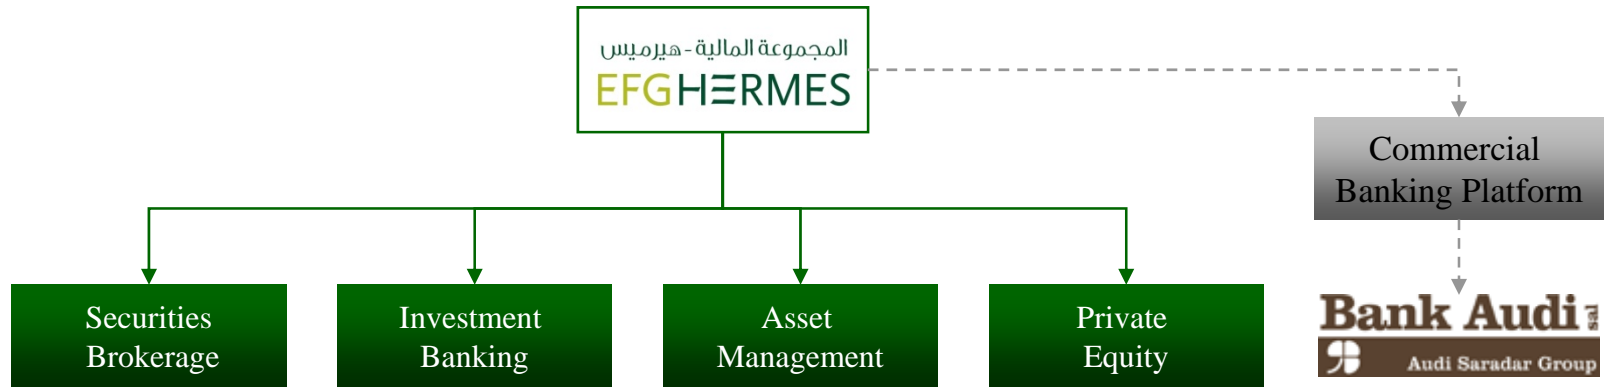 المجموعة المالية - هيرميس
EFGHERMES
Commercial
Banking Platform
Securities
Brokerage
Investment
Banking
Asset
Management
Private
Equity
Bank Audi sal
Audi Saradar Group